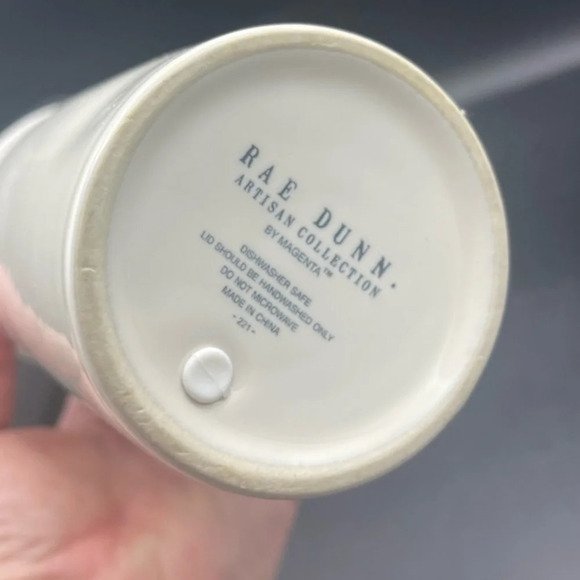 RAE DUNN.
ARTISAN COLLECTION
BY MAGENTA™
DISHWASHER SAFE
LID SHOULD BE HANDWASHED ONLY
DO NOT MICROWAVE
MADE IN CHINA
- 221 -